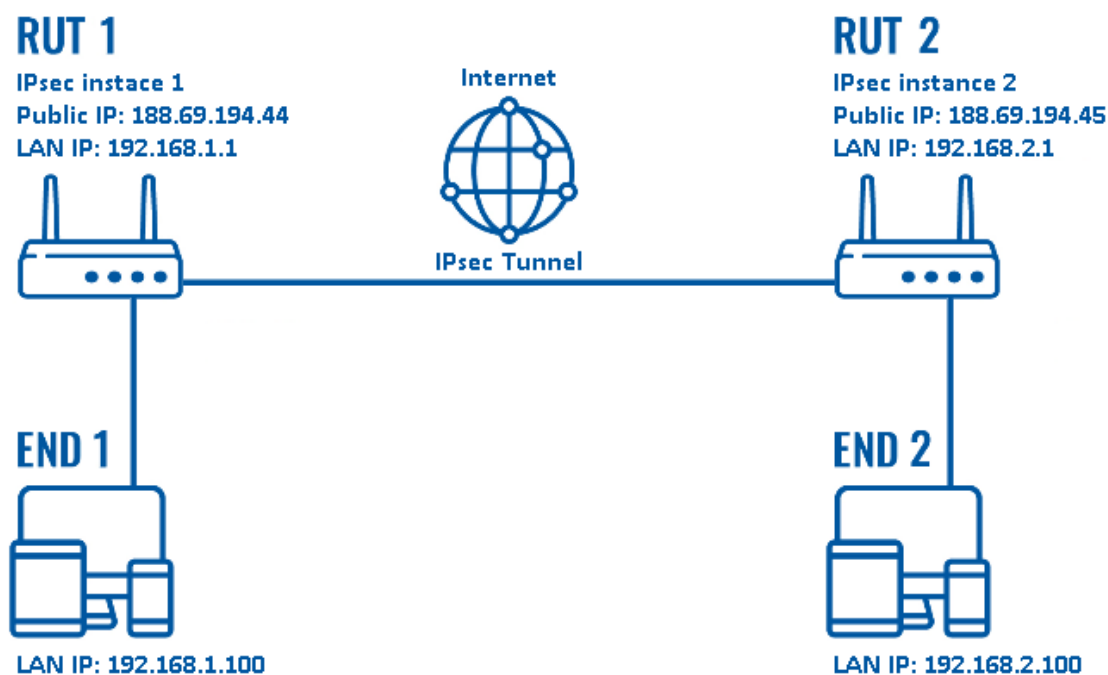 RUT 1
IPsec instace 1
Public IP: 188.69.194.44
LAN IP: 192.168.1.1
Internet
IPsec Tunnel
RUT 2
IPsec instance 2
Public IP: 188.69.194.45
LAN IP: 192.168.2.1
END 1
LAN IP: 192.168.1.100
END 2
LAN IP: 192.168.2.100